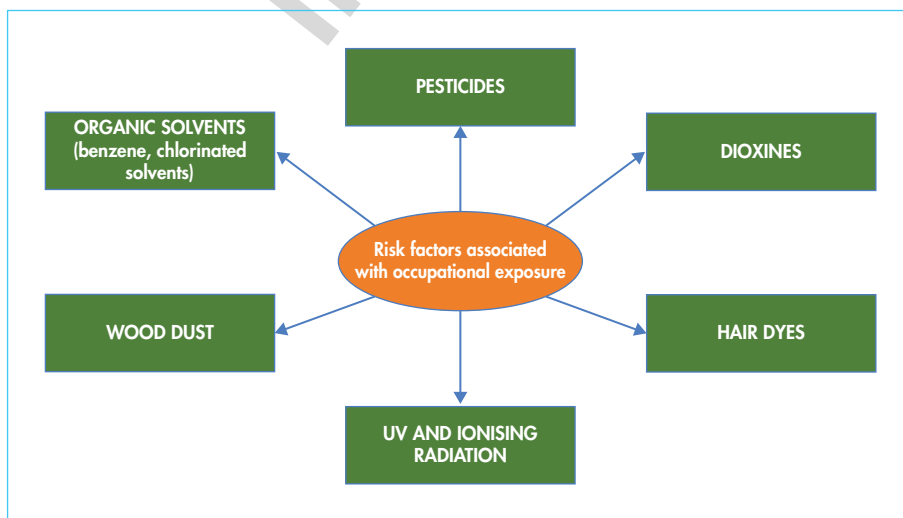 PESTICIDES
ORGANIC SOLVENTS
(benzene, chlorinated
solvents)
DIOXINES
Risk factors associated
with occupational exposure
WOOD DUST
HAIR DYES
UV AND IONISING
RADIATION